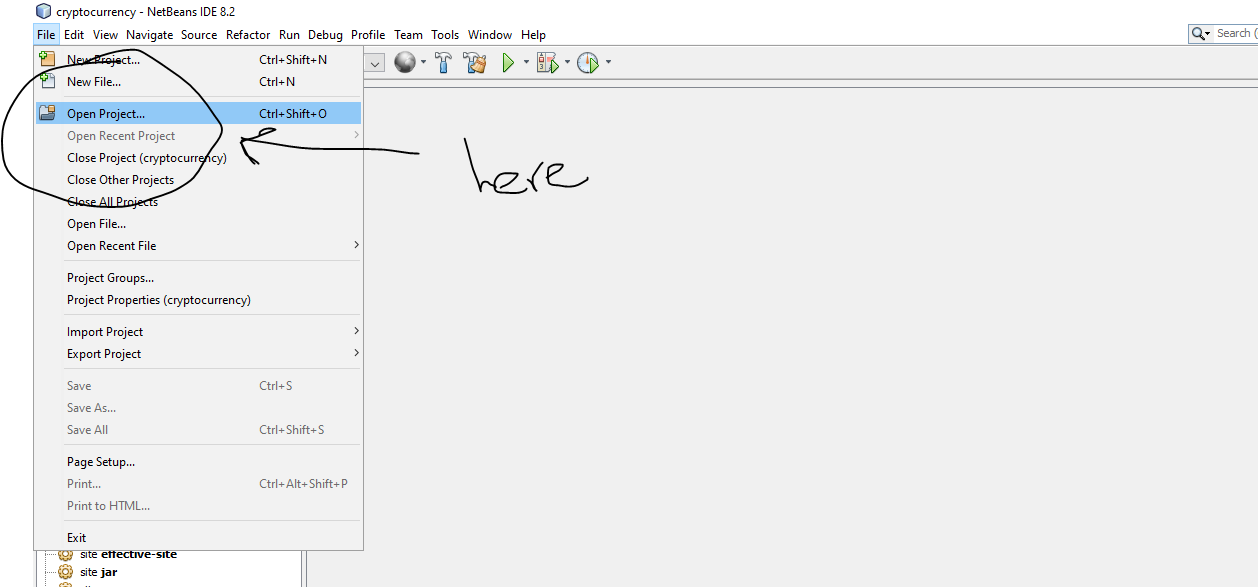 cryptocurrency - NetBeans IDE 8.2
File Edit View Navigate Source Refactor Run Debug Profile Team Tools Window Help
Search (
New Project... Ctrl+Shift+N
New File... Ctrl+N
Open Project... Ctrl+Shift+O
Open Recent Project
Close Project (cryptocurrency)
here
Close Other Projects
Close All Projects
Open File...
Open Recent File
Project Groups...
Project Properties (cryptocurrency)
Import Project
Export Project
Save Ctrl+S
Save As...
Save All Ctrl+Shift+S
Page Setup...
Print... Ctrl+Alt+Shift+P
Print to HTML...
Exit
site effective-site
site jar